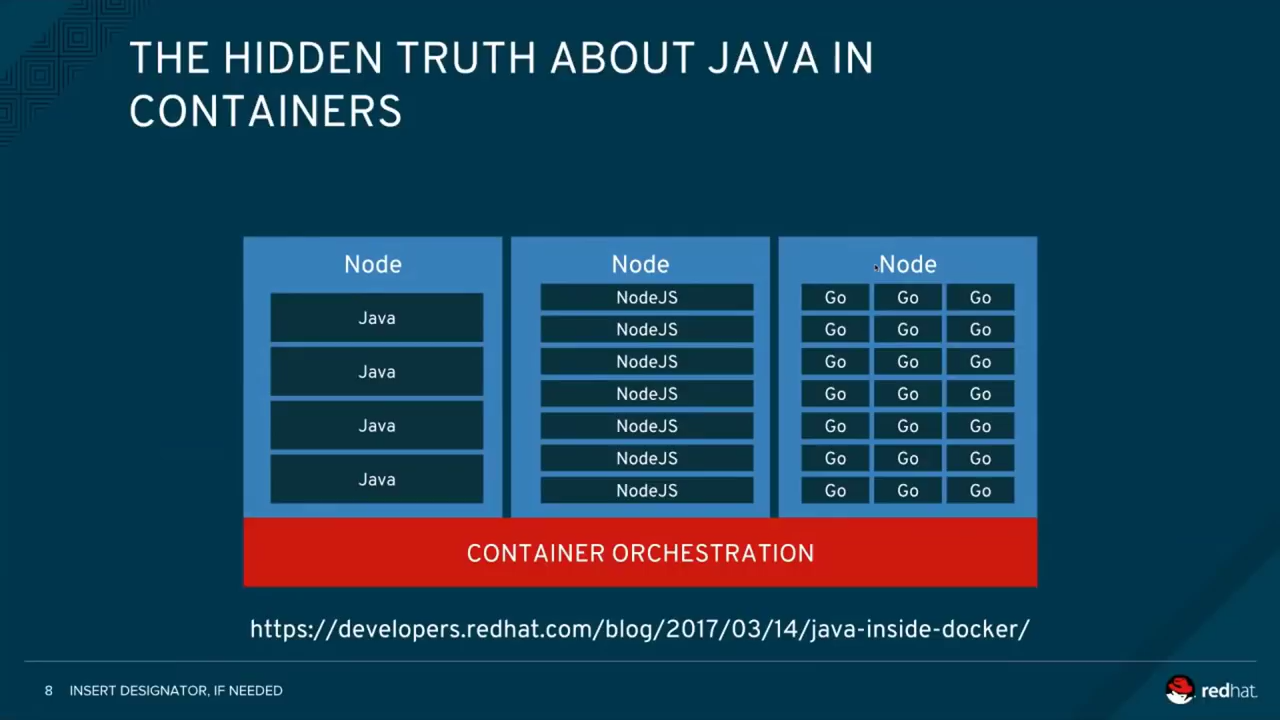 THE HIDDEN TRUTH ABOUT JAVA IN
CONTAINERS
Node
Java
Java
Java
Java
Node
NodeJS
NodeJS
NodeJS
NodeJS
NodeJS
NodeJS
NodeJS
Node
Go Go Go
Go Go Go
Go Go Go
Go Go Go
Go Go Go
Go Go Go
Go Go Go
CONTAINER ORCHESTRATION
https://developers.redhat.com/blog/2017/03/14/java-inside-docker/
8 INSERT DESIGNATOR, IF NEEDED
redhat.